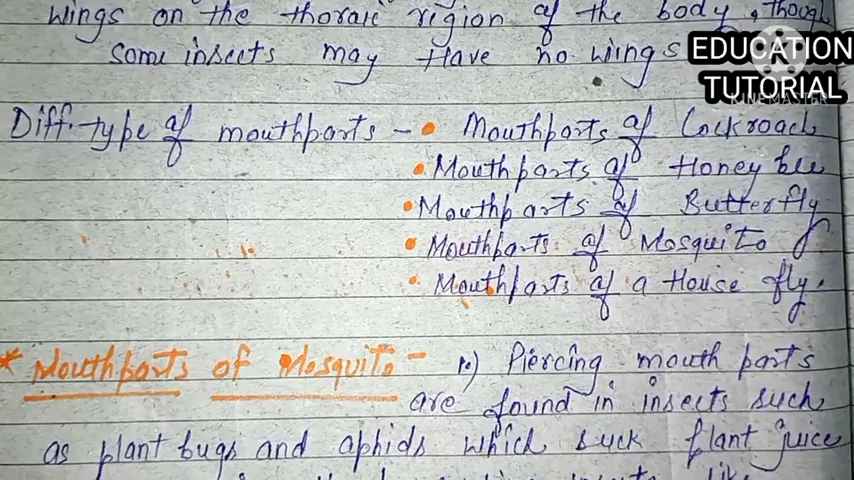 wings on the thoraic region of the body, though
some insects may have no wings
EDUCATION
TUTORIAL
KINEMASTER
Diff. type of mouthparts - • Mouthparts of Cockroach
• Mouthparts of Honey bee
• Mouthparts of Butterfly
• Mouthparts of Mosquito
• Mouthparts of a House fly.
* Mouthparts of Mosquito - 1.) Piercing mouth parts
are found in insects such
as plant bugs and aphids which suck plant juice
like